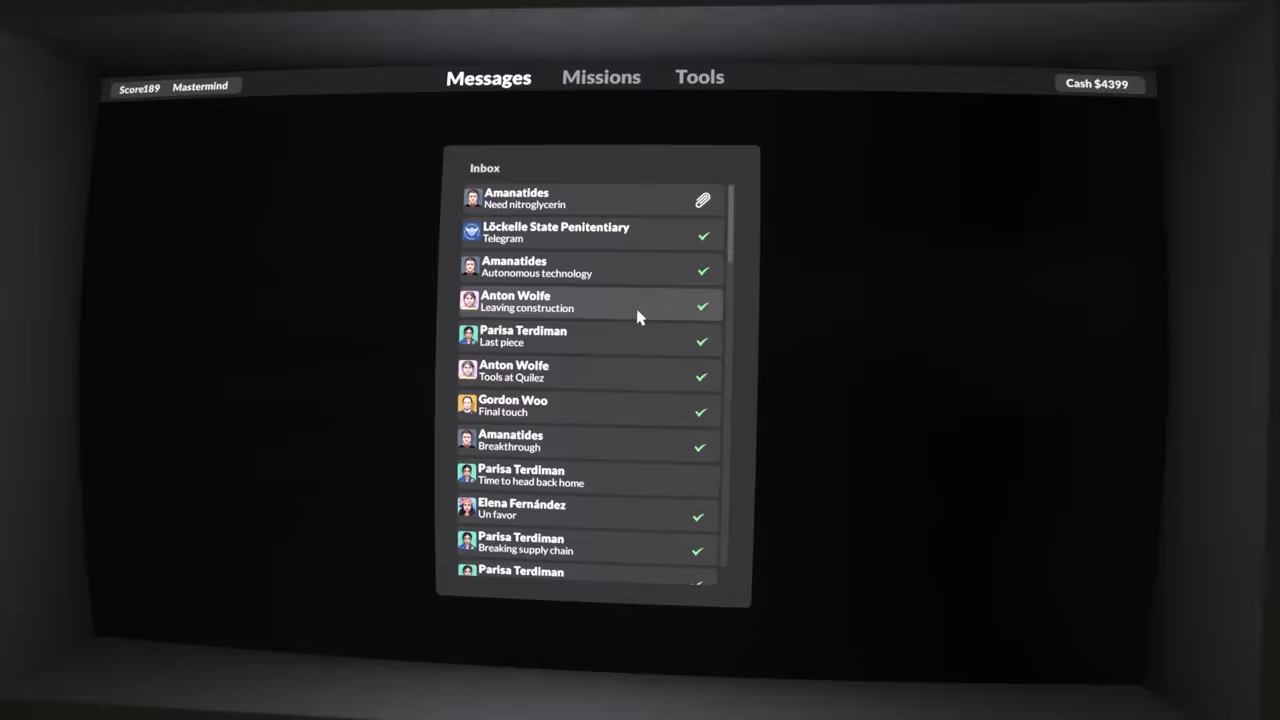 Score189 Mastermind
Messages Missions Tools
Cash $4399
Inbox
Amanatides
Need nitroglycerin
Löckelle State Penitentiary
Telegram
Amanatides
Autonomous technology
Anton Wolfe
Leaving construction
Parisa Terdiman
Last piece
Anton Wolfe
Tools at Quilez
Gordon Woo
Final touch
Amanatides
Breakthrough
Parisa Terdiman
Time to head back home
Elena Fernández
Un favor
Parisa Terdiman
Breaking supply chain
Parisa Terdiman